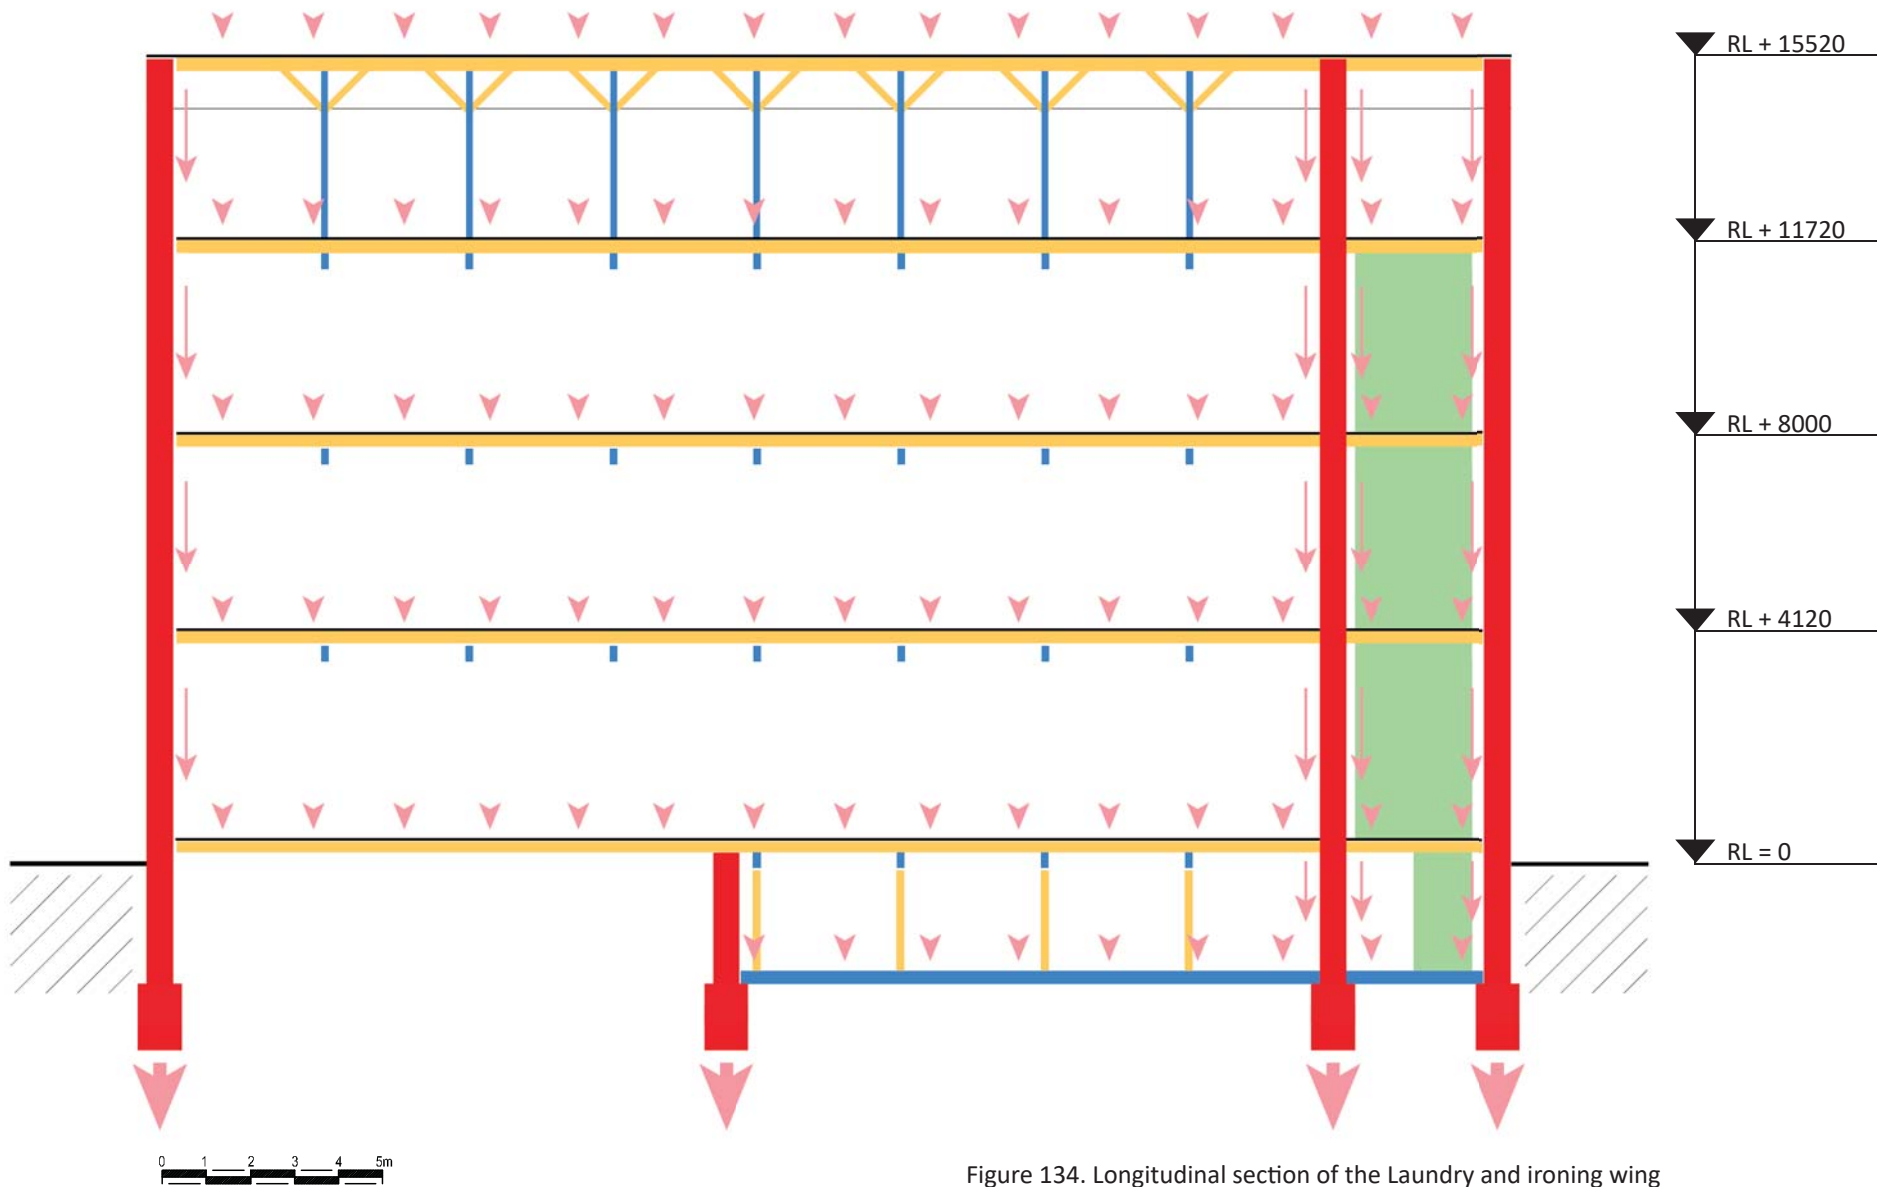 RL + 15520
RL + 11720
RL + 8000
RL + 4120
RL = 0
0 1 2 3 4 5m
Figure 134. Longitudinal section of the Laundry and ironing wing